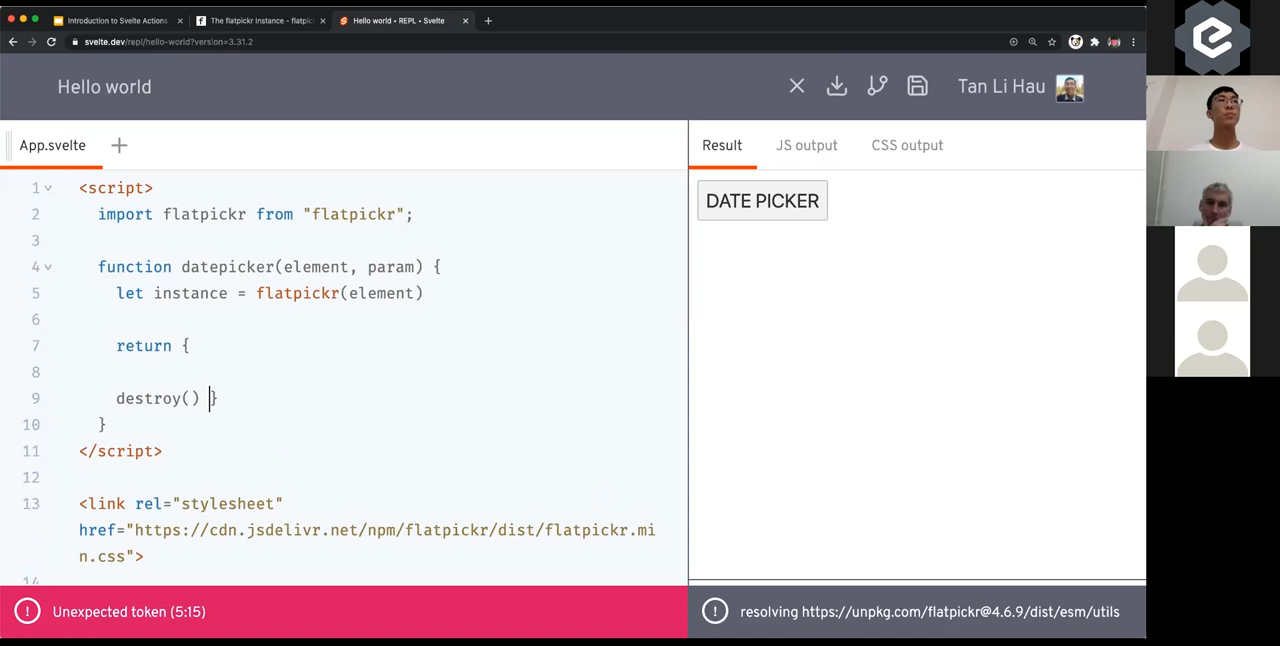 Introduction to Svelte Actions
The flatpickr Instance - flatpic
Hello world • REPL • Svelte
svelte.dev/repl/hello-world?version=3.31.2
Hello world
Tan Li Hau
App.svelte
Result
JS output
CSS output
1 <script>
2 import flatpickr from "flatpickr";
3
4 function datepicker(element, param) {
5 let instance = flatpickr(element)
6
7 return {
8
9 destroy() }
10 }
11 </script>
12
13 <link rel="stylesheet"
href="https://cdn.jsdelivr.net/npm/flatpickr/dist/flatpickr.mi
n.css">
14
DATE PICKER
Unexpected token (5:15)
resolving https://unpkg.com/flatpickr@4.6.9/dist/esm/utils